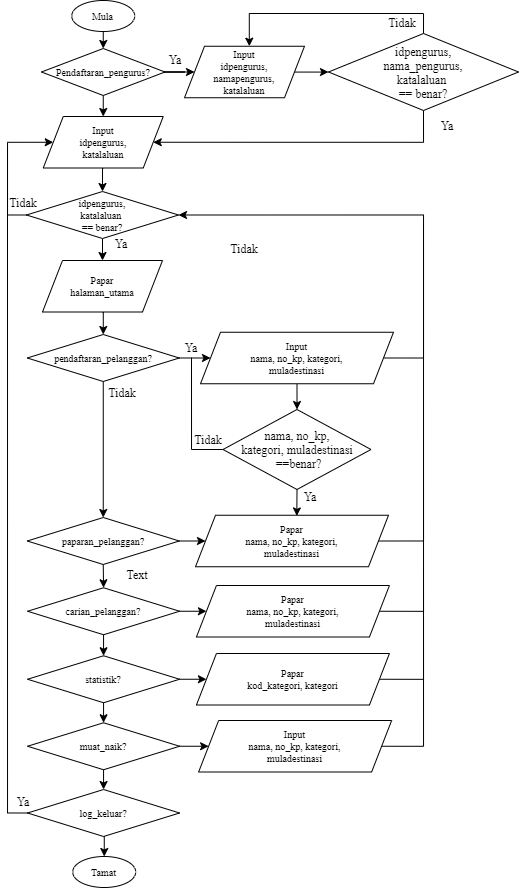 Mula
Tidak
Pendaftaran_pengurus?
Ya
Input
idpengurus,
namapengurus,
katalaluan
idpengurus,
nama_pengurus,
katalaluan
== benar?
Ya
Input
idpengurus,
katalaluan
Tidak
idpengurus,
katalaluan
== benar?
Ya
Tidak
Papar
halaman_utama
pendaftaran_pelanggan?
Ya
Input
nama, no_kp, kategori,
muladestinasi
Tidak
Tidak
nama, no_kp,
kategori, muladestinasi
==benar?
Ya
paparan_pelanggan?
Papar
nama, no_kp, kategori,
muladestinasi
Text
carian_pelanggan?
Papar
nama, no_kp, kategori,
muladestinasi
statistik?
Papar
kod_kategori, kategori
muat_naik?
Input
nama, no_kp, kategori,
muladestinasi
Ya
log_keluar?
Tamat